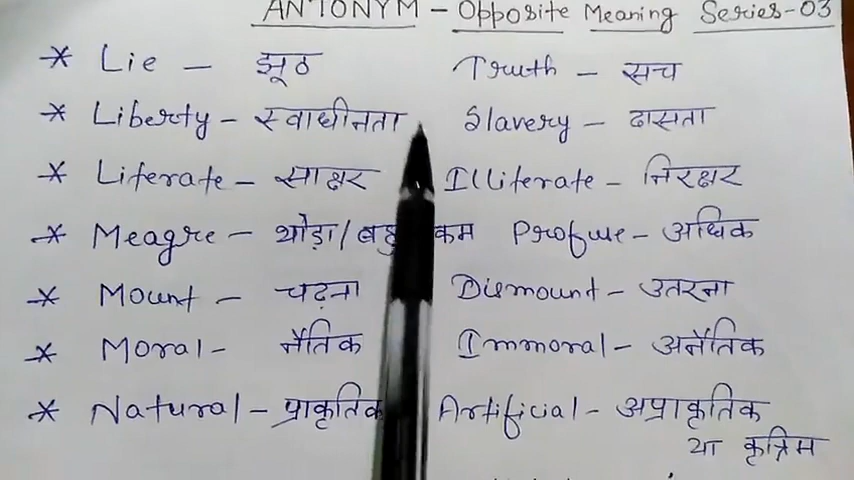 ANTONYM - Opposite Meaning Series-03
* Lie - झूठ Truth - सच
* Liberty - स्वाधीनता Slavery - दासता
* Literate - साक्षर Illiterate - निरक्षर
* Meagre - थोड़ा/ कम Profuse - अधिक
* Mount - चढ़ना Dismount - उतरना
* Moral - नैतिक Immoral - अनैतिक
* Natural - प्राकृतिक Artificial - अप्राकृतिक
या कृत्रिम